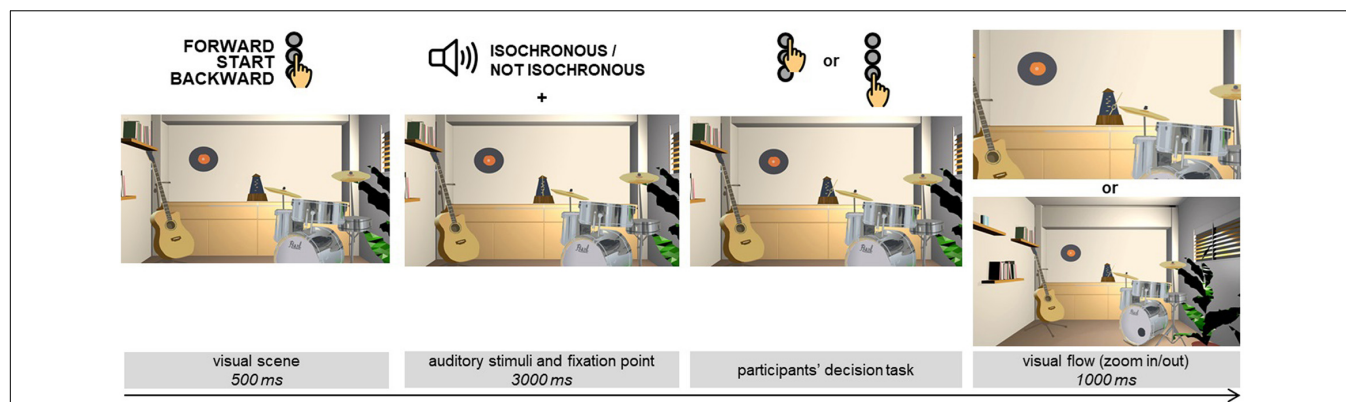 FORWARD
START
BACKWARD
ISOCHRONOUS /
NOT ISOCHRONOUS
+
or
or
Pearl
Pearl
Pearl
Pearl
visual scene
500 ms
auditory stimuli and fixation point
3000 ms
participants' decision task
visual flow (zoom in/out)
1000 ms